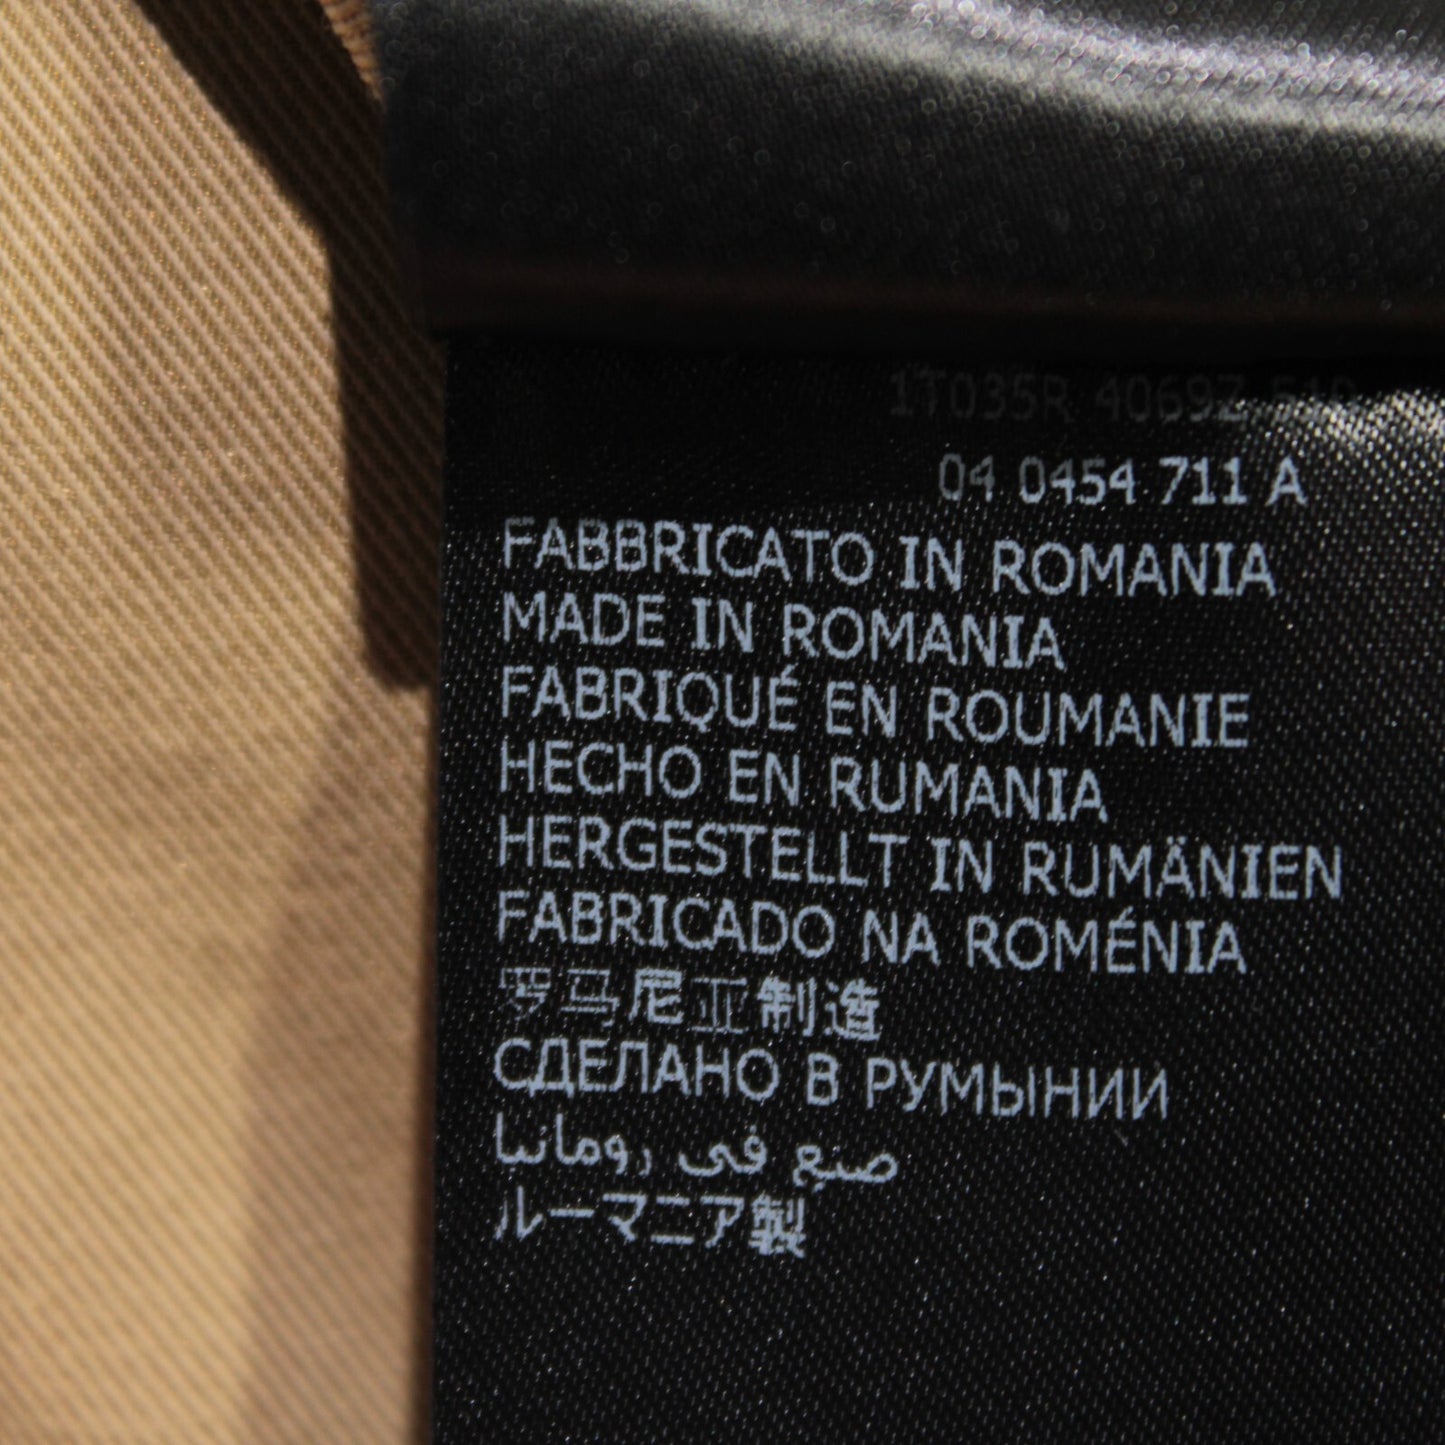 1T035R 4069Z
04 0454 711 A
FABBRICATO IN ROMANIA
MADE IN ROMANIA
FABRIQUÉ EN ROUMANIE
HECHO EN RUMANIA
HERGESTELLT IN RUMÄNIEN
FABRICADO NA ROMÉNIA
罗马尼亚制造
СДЕЛАНО В РУМЫНИИ
صنع في رومانيا
ルーマニア製